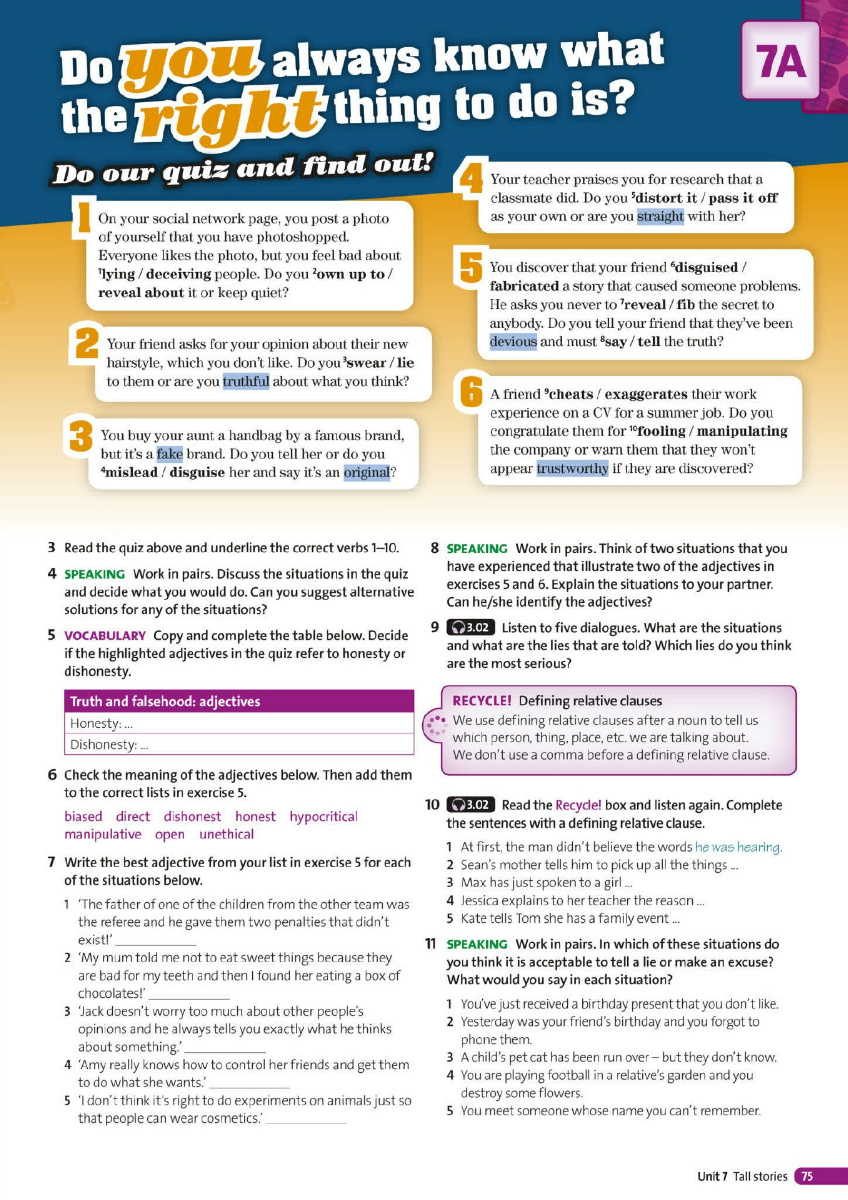 Do you always know what
the right thing to do is?
7A
Do our quiz and find out!
1 On your social network page, you post a photo
of yourself that you have photoshopped.
Everyone likes the photo, but you feel bad about
¹lying / deceiving people. Do you ²own up to /
reveal about it or keep quiet?
2 Your friend asks for your opinion about their new
hairstyle, which you don't like. Do you ³swear / lie
to them or are you truthful about what you think?
3 You buy your aunt a handbag by a famous brand,
but it's a fake brand. Do you tell her or do you
⁴mislead / disguise her and say it's an original?
4 Your teacher praises you for research that a
classmate did. Do you ⁵distort it / pass it off
as your own or are you straight with her?
5 You discover that your friend ⁶disguised /
fabricated a story that caused someone problems.
He asks you never to ⁷reveal / fib the secret to
anybody. Do you tell your friend that they've been
devious and must ⁸say / tell the truth?
6 A friend ⁹cheats / exaggerates their work
experience on a CV for a summer job. Do you
congratulate them for ¹⁰fooling / manipulating
the company or warn them that they won't
appear trustworthy if they are discovered?
3 Read the quiz above and underline the correct verbs 1–10.
4 SPEAKING Work in pairs. Discuss the situations in the quiz
and decide what you would do. Can you suggest alternative
solutions for any of the situations?
5 VOCABULARY Copy and complete the table below. Decide
if the highlighted adjectives in the quiz refer to honesty or
dishonesty.
Truth and falsehood: adjectives
Honesty: ...
Dishonesty: ...
6 Check the meaning of the adjectives below. Then add them
to the correct lists in exercise 5.
biased direct dishonest honest hypocritical
manipulative open unethical
7 Write the best adjective from your list in exercise 5 for each
of the situations below.
1 'The father of one of the children from the other team was
the referee and he gave them two penalties that didn't
exist!' ____________
2 'My mum told me not to eat sweet things because they
are bad for my teeth and then I found her eating a box of
chocolates!' ____________
3 'Jack doesn't worry too much about other people's
opinions and he always tells you exactly what he thinks
about something.' ____________
4 'Amy really knows how to control her friends and get them
to do what she wants.' ____________
5 'I don't think it's right to do experiments on animals just so
that people can wear cosmetics.' ____________
8 SPEAKING Work in pairs. Think of two situations that you
have experienced that illustrate two of the adjectives in
exercises 5 and 6. Explain the situations to your partner.
Can he/she identify the adjectives?
9 3.02 Listen to five dialogues. What are the situations
and what are the lies that are told? Which lies do you think
are the most serious?
RECYCLE! Defining relative clauses
We use defining relative clauses after a noun to tell us
which person, thing, place, etc. we are talking about.
We don't use a comma before a defining relative clause.
10 3.02 Read the Recycle! box and listen again. Complete
the sentences with a defining relative clause.
1 At first, the man didn't believe the words he was hearing.
2 Sean's mother tells him to pick up all the things ...
3 Max has just spoken to a girl ...
4 Jessica explains to her teacher the reason ...
5 Kate tells Tom she has a family event ...
11 SPEAKING Work in pairs. In which of these situations do
you think it is acceptable to tell a lie or make an excuse?
What would you say in each situation?
1 You've just received a birthday present that you don't like.
2 Yesterday was your friend's birthday and you forgot to
phone them.
3 A child's pet cat has been run over – but they don't know.
4 You are playing football in a relative's garden and you
destroy some flowers.
5 You meet someone whose name you can't remember.
Unit 7 Tall stories 75